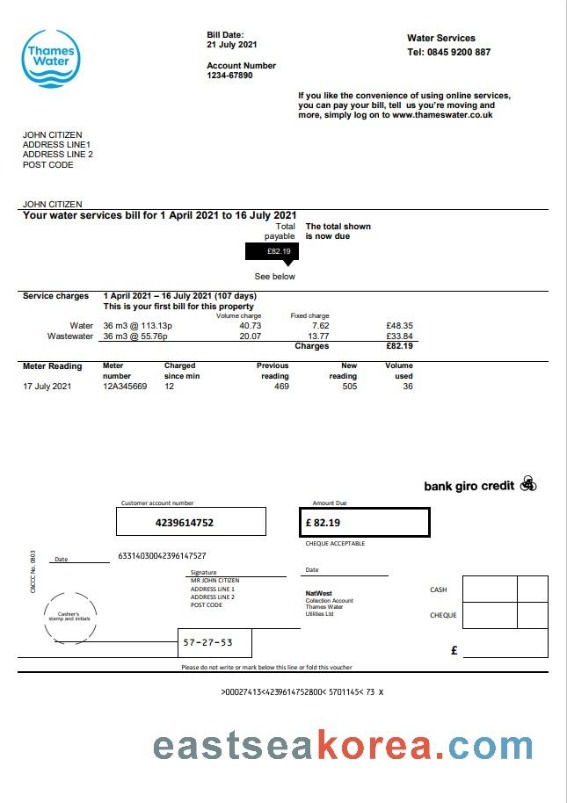 Thames
Water
Bill Date:
21 July 2021
Account Number
1234-67890
Water Services
Tel: 0845 9200 887
If you like the convenience of using online services,
you can pay your bill, tell us you're moving and
more, simply log on to www.thameswater.co.uk
JOHN CITIZEN
ADDRESS LINE1
ADDRESS LINE 2
POST CODE
JOHN CITIZEN
Your water services bill for 1 April 2021 to 16 July 2021
Total The total shown
payable is now due
£82.19
See below
Service charges 1 April 2021 – 16 July 2021 (107 days)
This is your first bill for this property
Volume charge Fixed charge
Water 36 m3 @ 113.13p 40.73 7.62 £48.35
Wastewater 36 m3 @ 55.76p 20.07 13.77 £33.84
Charges £82.19
Meter Reading Meter Charged Previous New Volume
number since min reading reading used
17 July 2021 12A345669 12 469 505 36
bank giro credit
Customer account number Amount Due
4239614752 £ 82.19
CHEQUE ACCEPTABLE
CACCC No. 0803
Date 63314030042396147527
Signature Date
MR JOHN CITIZEN
ADDRESS LINE 1
ADDRESS LINE 2
POST CODE
NatWest
Collection Account
Thames Water
Utilities Ltd
CASH
CHEQUE
£
Cashier's
stamp and initials
57-27-53
Please do not write or mark below this line or fold this voucher
>00027413<4239614752800< 5701145< 73 X
eastseakorea.com